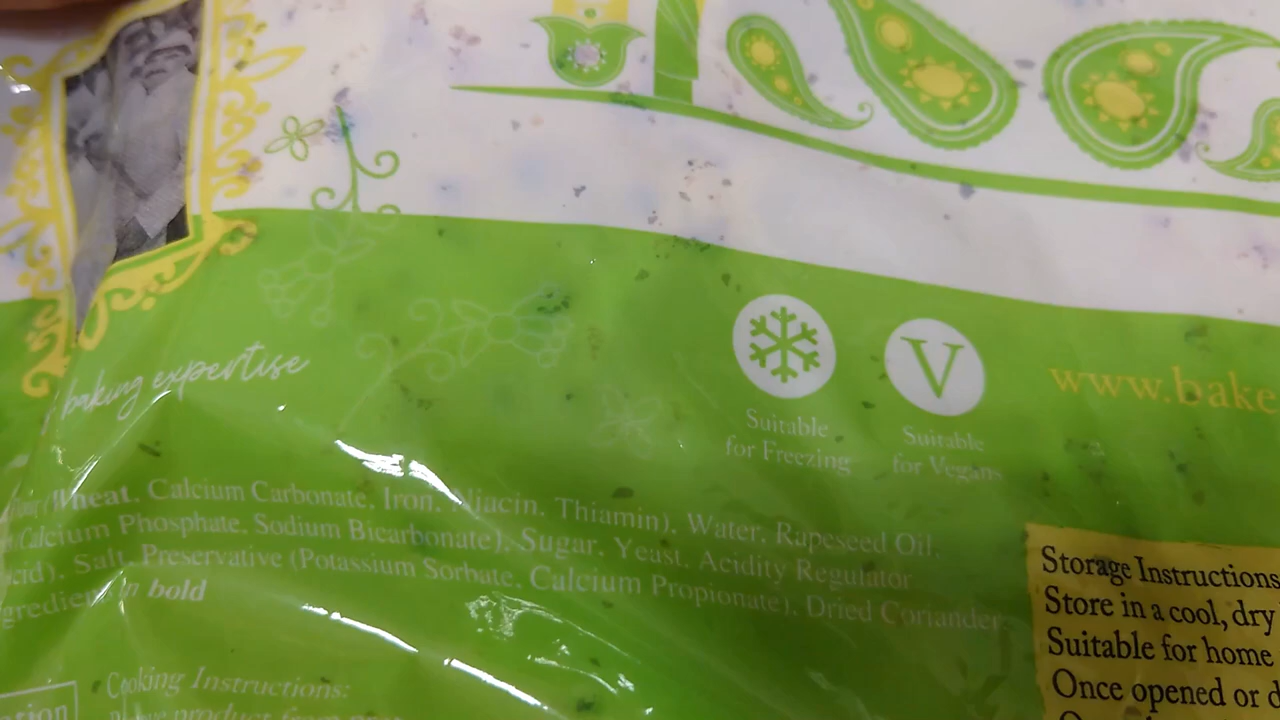 baking expertise
Suitable
for Freezing
Suitable
for Vegans
V
www.bake
Wheat, Calcium Carbonate, Iron, Niacin, Thiamin), Water, Rapeseed Oil,
Calcium Phosphate, Sodium Bicarbonate), Sugar, Yeast, Acidity Regulator
cid), Salt, Preservative (Potassium Sorbate, Calcium Propionate), Dried Coriander.
in bold
Cooking Instructions:
product from
Storage Instructions
Store in a cool, dry
Suitable for home
Once opened or d